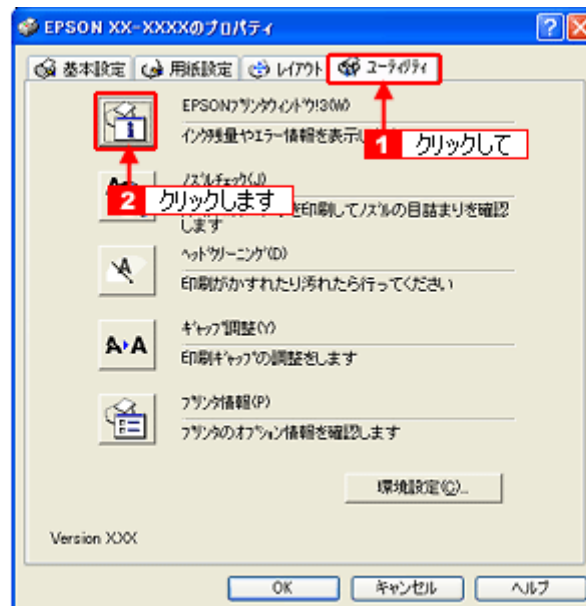 EPSON XX-XXXXのプロパティ
基本設定 用紙設定 レイアウト ユーティリティ
EPSONプリンタウィンドウ!3(W)
インク残量やエラー情報を表示し
1 クリックして
ノズルチェック(J)
2 クリックします
を印刷してノズルの目詰まりを確認
します
ヘッドクリーニング(D)
印刷がかすれたり汚れたら行ってください
ギャップ調整(Y)
印刷ギャップの調整をします
プリンタ情報(P)
プリンタのオプション情報を確認します
環境設定(C)...
Version XXX
OK キャンセル ヘルプ